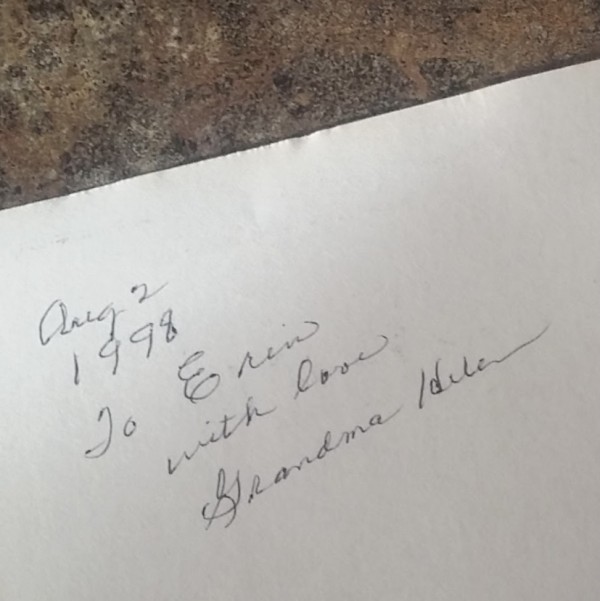 Aug 2
1998
To Erin
with love
Grandma Helen